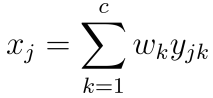 x_j = \sum_{k=1}^{c} w_k y_{jk}